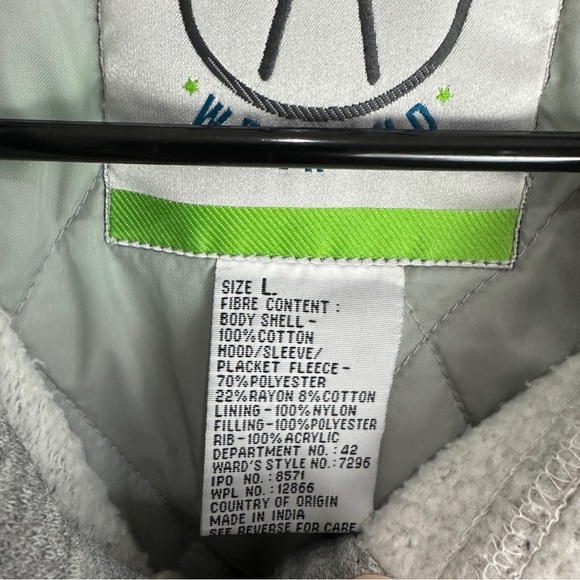 SIZE L.
FIBRE CONTENT :
BODY SHELL -
100%COTTON
HOOD/SLEEVE/
PLACKET FLEECE-
70%POLYESTER
22%RAYON 8%COTTON
LINING -100%NYLON
FILLING-100%POLYESTER
RIB-100% ACRYLIC
DEPARTMENT NO. : 42
WARD'S STYLE NO.:7296
IPO NO. : 8571
WPL NO. : 12866
COUNTRY OF ORIGIN
MADE IN INDIA
SEE REVERSE FOR CARE